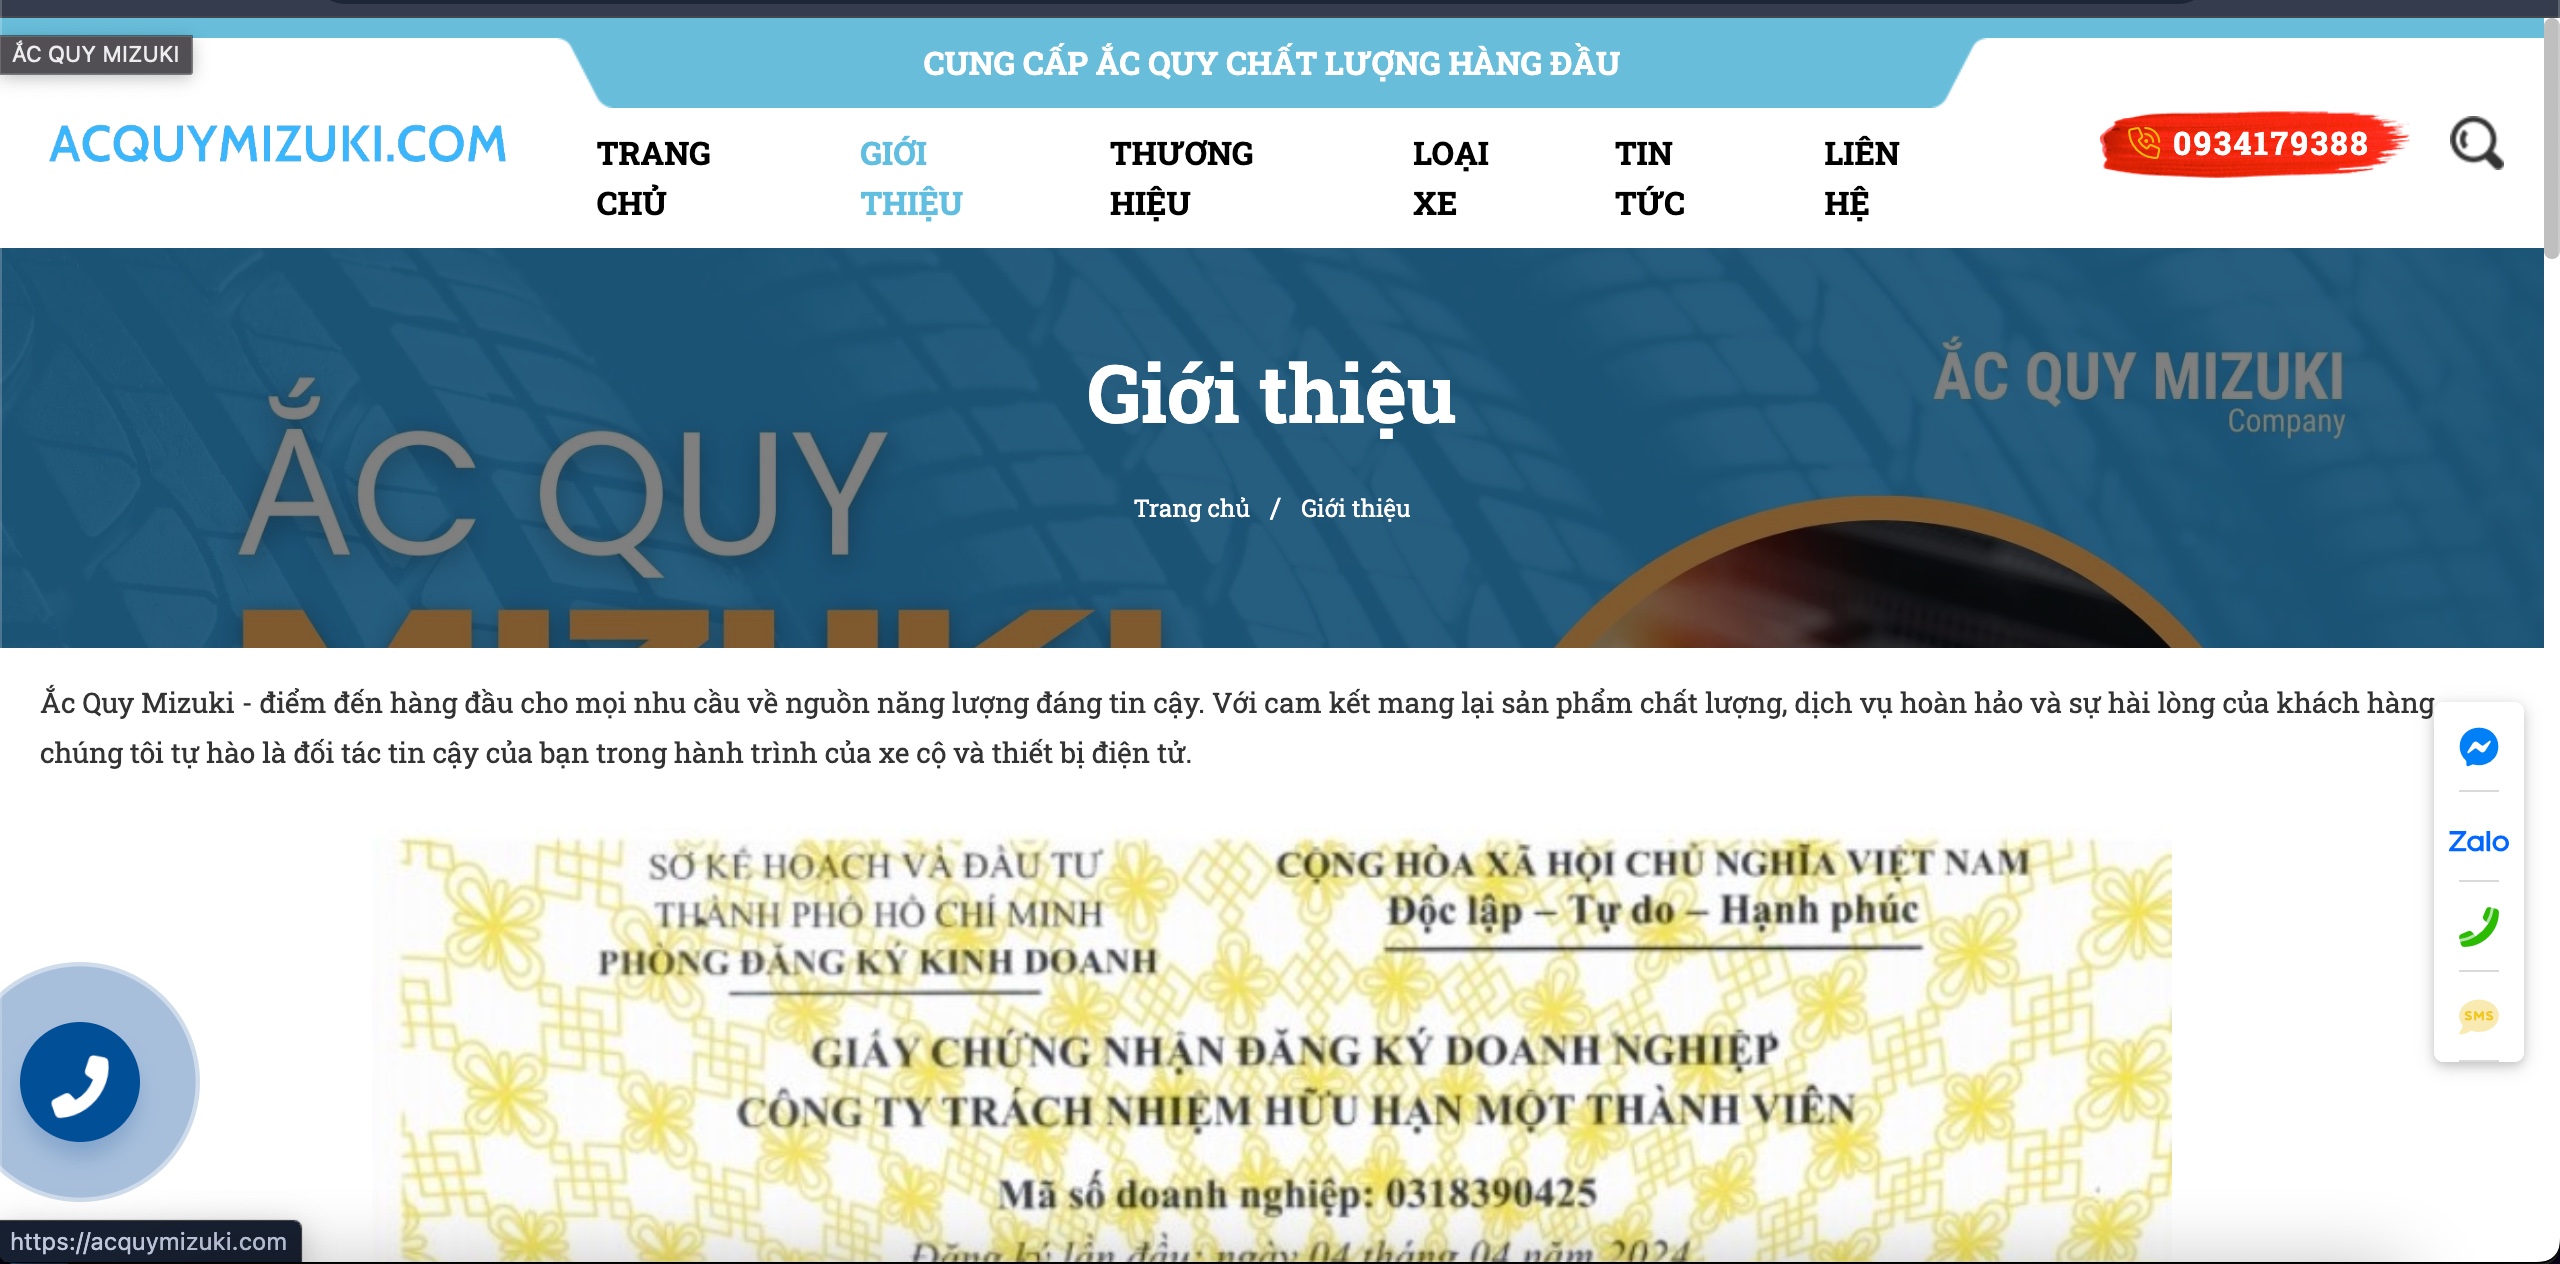 ẮC QUY MIZUKI
CUNG CẤP ẮC QUY CHẤT LƯỢNG HÀNG ĐẦU
ACQUYMIZUKI.COM
TRANG CHỦ
GIỚI THIỆU
THƯƠNG HIỆU
LOẠI XE
TIN TỨC
LIÊN HỆ
0934179388
Giới thiệu
ẮC QUY MIZUKI
Company
ẮC QUY
MIZUKI
Trang chủ / Giới thiệu
Ắc Quy Mizuki - điểm đến hàng đầu cho mọi nhu cầu về nguồn năng lượng đáng tin cậy. Với cam kết mang lại sản phẩm chất lượng, dịch vụ hoàn hảo và sự hài lòng của khách hàng
chúng tôi tự hào là đối tác tin cậy của bạn trong hành trình của xe cộ và thiết bị điện tử.
Zalo
SMS
SỞ KẾ HOẠCH VÀ ĐẦU TƯ
THÀNH PHỐ HỒ CHÍ MINH
PHÒNG ĐĂNG KÝ KINH DOANH
CỘNG HÒA XÃ HỘI CHỦ NGHĨA VIỆT NAM
Độc lập – Tự do – Hạnh phúc
GIẤY CHỨNG NHẬN ĐĂNG KÝ DOANH NGHIỆP
CÔNG TY TRÁCH NHIỆM HỮU HẠN MỘT THÀNH VIÊN
Mã số doanh nghiệp: 0318390425
Đăng ký lần đầu: ngày 04 tháng 04 năm 2024
https://acquymizuki.com